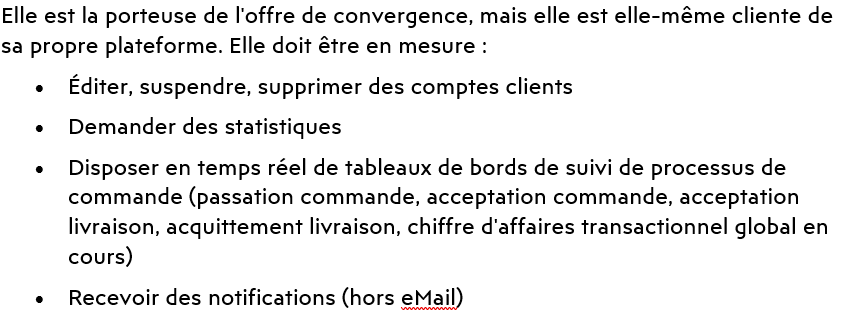 Elle est la porteuse de l'offre de convergence, mais elle est elle-même cliente de
sa propre plateforme. Elle doit être en mesure :
• Éditer, suspendre, supprimer des comptes clients
• Demander des statistiques
• Disposer en temps réel de tableaux de bords de suivi de processus de
commande (passation commande, acceptation commande, acceptation
livraison, acquittement livraison, chiffre d'affaires transactionnel global en
cours)
• Recevoir des notifications (hors eMail)